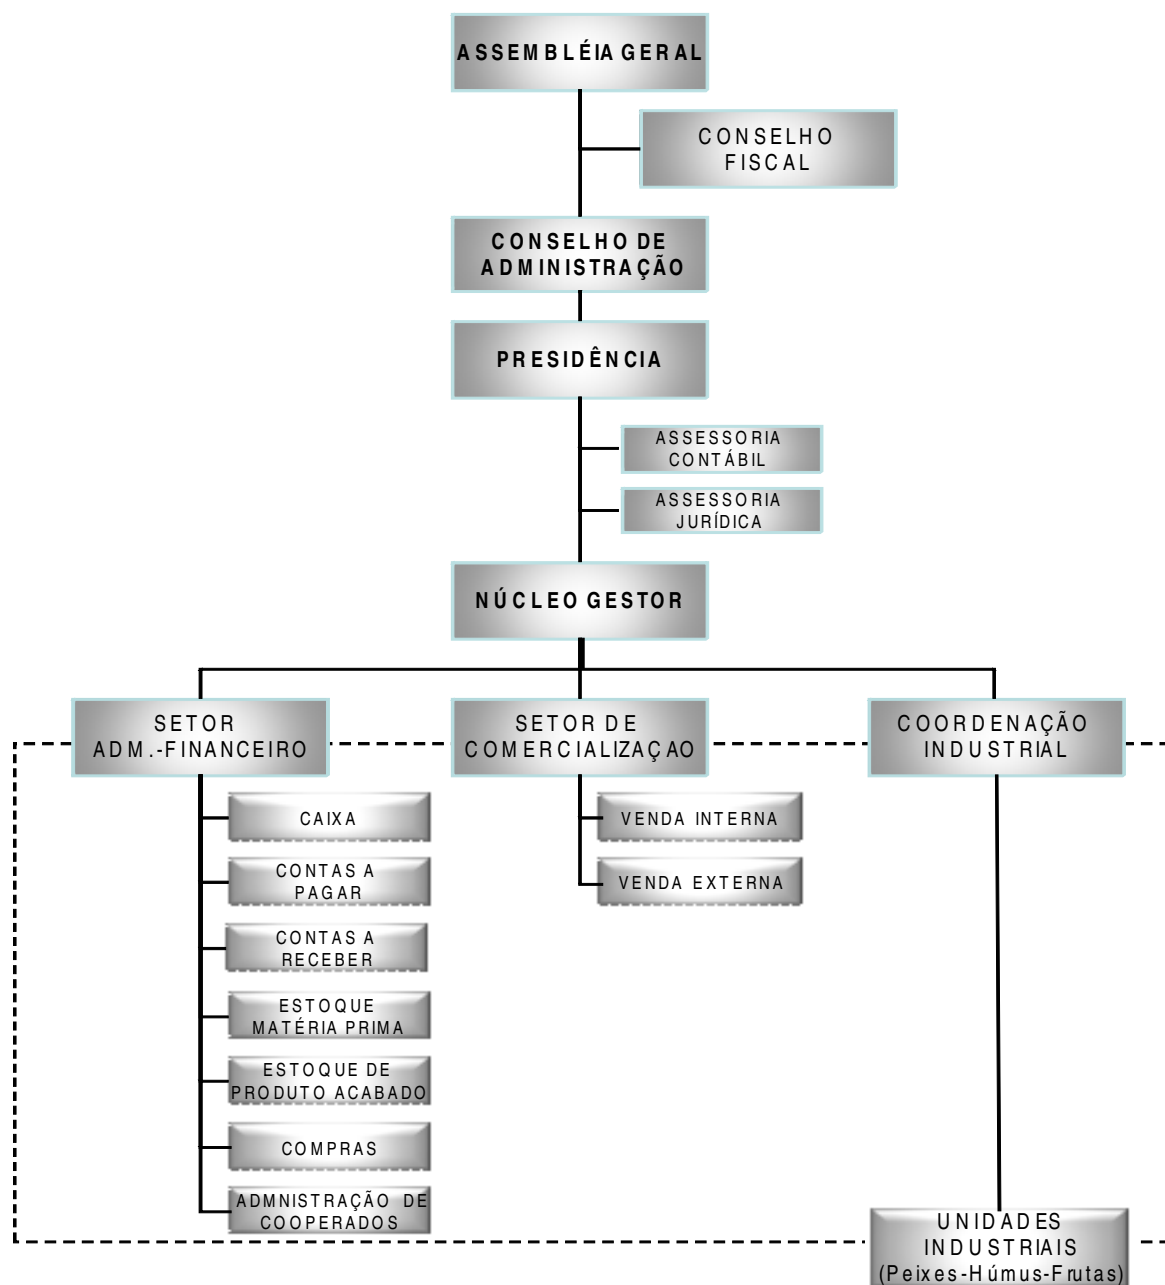 ASSEMBLÉIA GERAL
CONSELHO
FISCAL
CONSELHO DE
ADMINISTRAÇÃO
PRESIDÊNCIA
ASSESSORIA
CONTÁBIL
ASSESSORIA
JURÍDICA
NÚCLEO GESTOR
SETOR
ADM.-FINANCEIRO
SETOR DE
COMERCIALIZAÇAO
COORDENAÇÃO
INDUSTRIAL
CAIXA
CONTAS A
PAGAR
CONTAS A
RECEBER
ESTOQUE
MATÉRIA PRIMA
ESTOQUE DE
PRODUTO ACABADO
COMPRAS
ADMNISTRAÇÃO DE
COOPERADOS
VENDA INTERNA
VENDA EXTERNA
UNIDADES
INDUSTRIAIS
(Peixes-Húmus-Frutas)